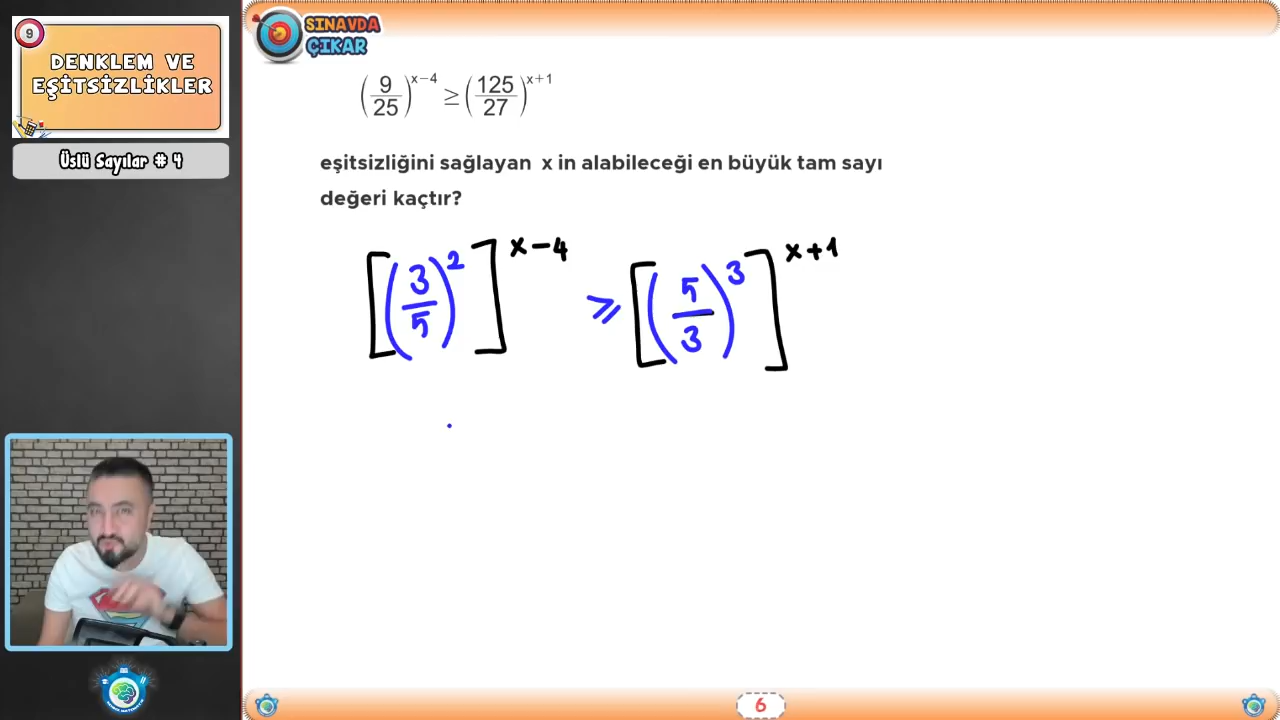 9
DENKLEM VE
EŞİTSİZLİKLER
Üslü Sayılar # 4
SINAVDA
ÇIKAR
(9/25)^(x−4) ≥ (125/27)^(x+1)
eşitsizliğini sağlayan x in alabileceği en büyük tam sayı
değeri kaçtır?
[(3/5)^2]^(x−4) ≥ [(5/3)^3]^(x+1)
6